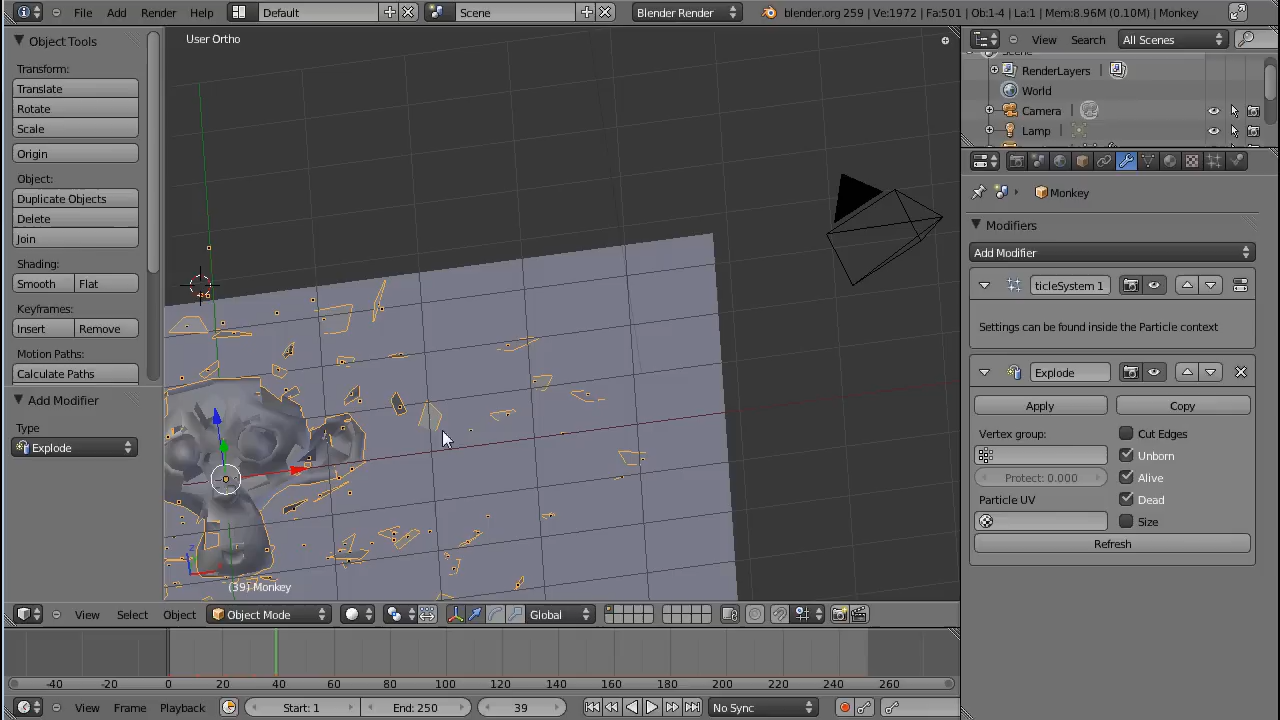 File Add Render Help Default Scene Blender Render blender.org 259 | Ve:1972 | Fa:501 | Ob:1-4 | La:1 | Mem:8.96M (0.10M) | Monkey
Object Tools
Transform:
Translate
Rotate
Scale
Origin
Object:
Duplicate Objects
Delete
Join
Shading:
Smooth Flat
Keyframes:
Insert Remove
Motion Paths:
Calculate Paths
Add Modifier
Type
Explode
User Ortho
(39) Monkey
View Select Object Object Mode Global
-40 -20 0 20 40 60 80 100 120 140 160 180 200 220 240 260
View Frame Playback Start: 1 End: 250 39 No Sync
View Search All Scenes
Scene
RenderLayers
World
Camera
Lamp
Monkey
Modifiers
Add Modifier
ticleSystem 1
Settings can be found inside the Particle context
Explode
Apply Copy
Vertex group: Cut Edges
Unborn
Protect: 0.000 Alive
Particle UV Dead
Size
Refresh